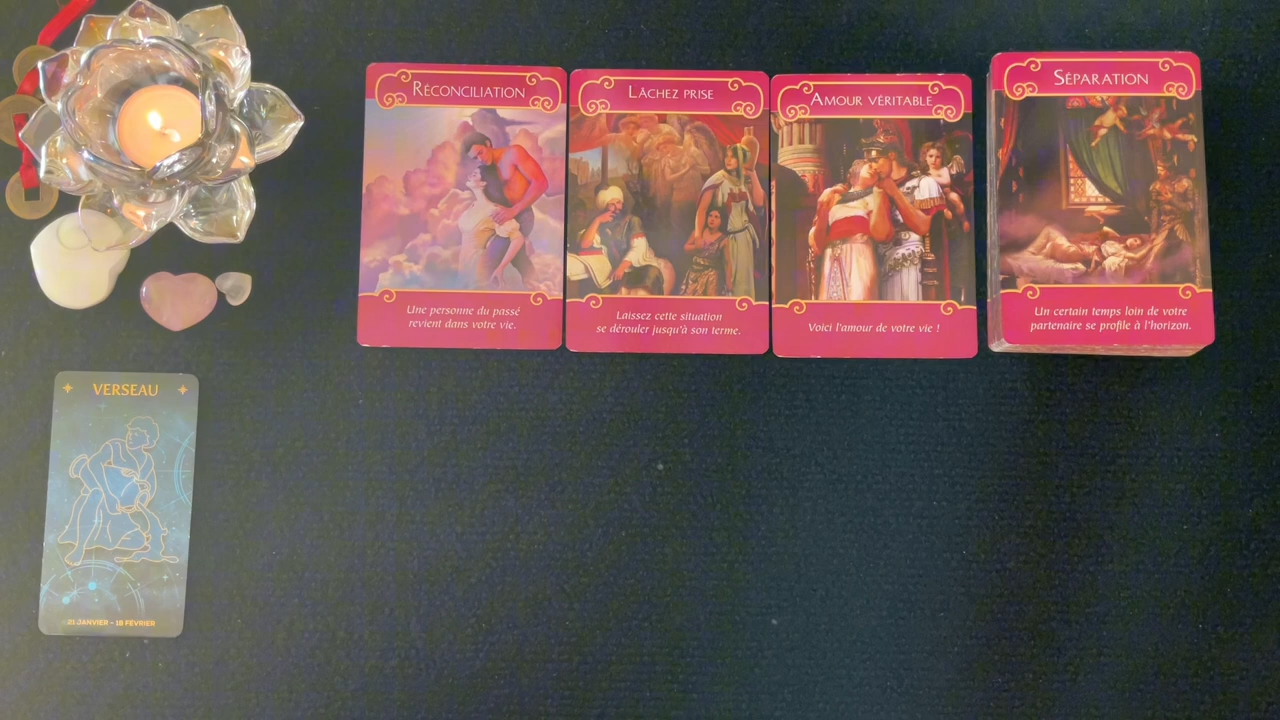 RÉCONCILIATION
Une personne du passé
revient dans votre vie.
LÂCHEZ PRISE
Laissez cette situation
se dérouler jusqu'à son terme.
AMOUR VÉRITABLE
Voici l'amour de votre vie !
SÉPARATION
Un certain temps loin de votre
partenaire se profile à l'horizon.
VERSEAU
21 JANVIER – 18 FÉVRIER